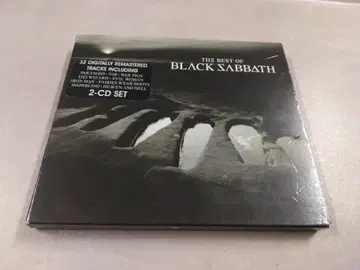 32 DIGITALLY REMASTERED
TRACKS INCLUDING
PARANOID · NIB · WAR PIGS
THE WIZARD · EVIL WOMAN
IRON MAN · FAIRIES WEAR BOOTS
SNOWBLIND · HEAVEN AND HELL
2-CD SET
THE BEST OF
BLACK SABBATH